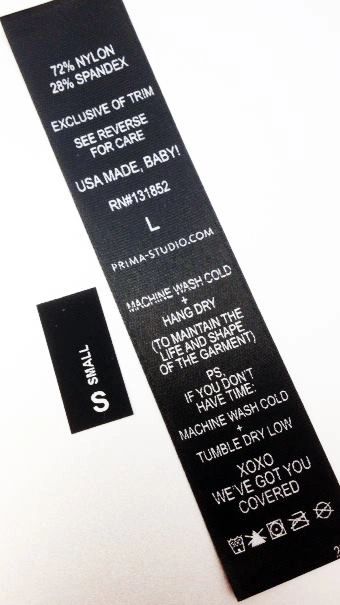 72% NYLON
28% SPANDEX
EXCLUSIVE OF TRIM
SEE REVERSE
FOR CARE
USA MADE, BABY!
RN#131852
L
PRIMA-STUDIO.COM
MACHINE WASH COLD
+
HANG DRY
(TO MAINTAIN THE
LIFE AND SHAPE
OF THE GARMENT)
PS.
IF YOU DON'T
HAVE TIME:
MACHINE WASH COLD
+
TUMBLE DRY LOW
XOXO
WE'VE GOT YOU
COVERED
S SMALL